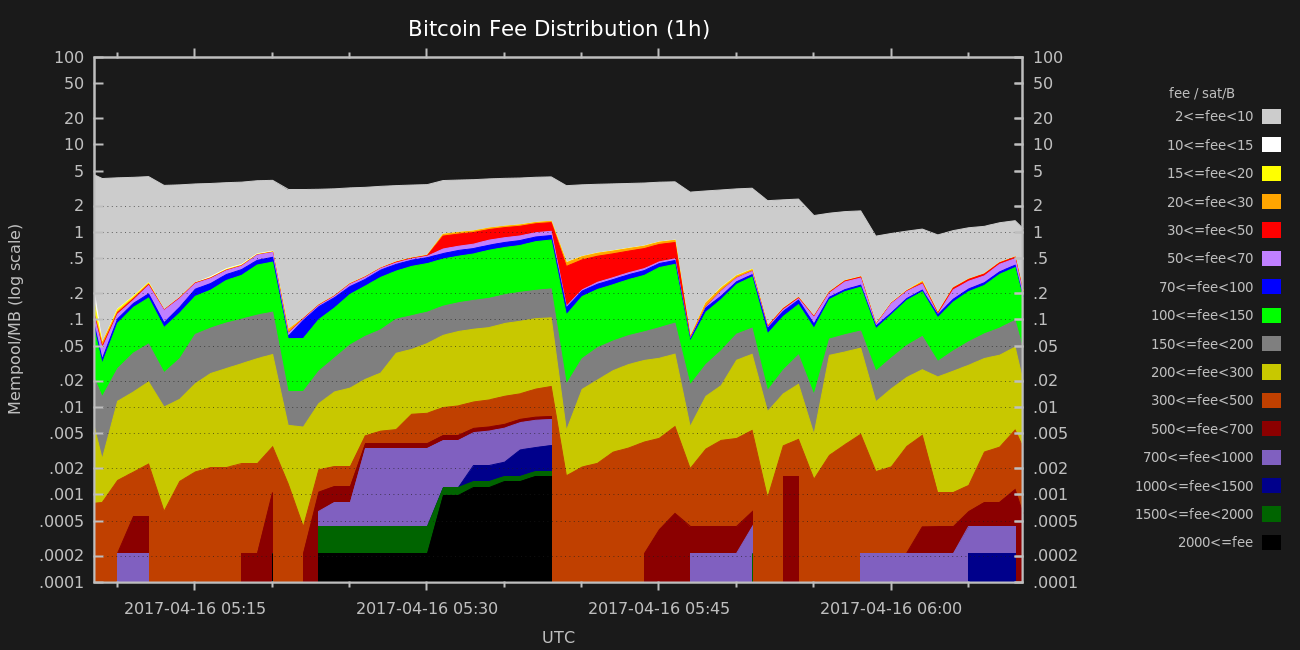 Bitcoin Fee Distribution (1h)
100 100
50 50
20 20
10 10
5 5
2 2
1 1
.5 .5
.2 .2
.1 .1
.05 .05
.02 .02
.01 .01
.005 .005
.002 .002
.001 .001
.0005 .0005
.0002 .0002
.0001 .0001
Mempool/MB (log scale)
2017-04-16 05:15 2017-04-16 05:30 2017-04-16 05:45 2017-04-16 06:00
UTC
fee / sat/B
2<=fee<10
10<=fee<15
15<=fee<20
20<=fee<30
30<=fee<50
50<=fee<70
70<=fee<100
100<=fee<150
150<=fee<200
200<=fee<300
300<=fee<500
500<=fee<700
700<=fee<1000
1000<=fee<1500
1500<=fee<2000
2000<=fee